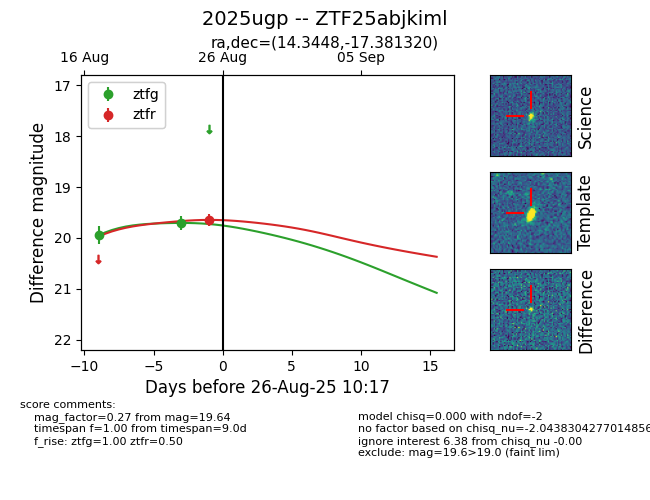 2025ugp -- ZTF25abjkiml
ra,dec=(14.3448,-17.381320)
16 Aug 26 Aug 05 Sep
ztfg
ztfr
17
18
19
20
21
22
Difference magnitude
−10 −5 0 5 10 15
Days before 26-Aug-25 10:17
Science
Template
Difference
score comments:
mag_factor=0.27 from mag=19.64
timespan f=1.00 from timespan=9.0d
f_rise: ztfg=1.00 ztfr=0.50
model chisq=0.000 with ndof=-2
no factor based on chisq_nu=-2.0438304277014856
ignore interest 6.38 from chisq_nu -0.00
exclude: mag=19.6>19.0 (faint lim)